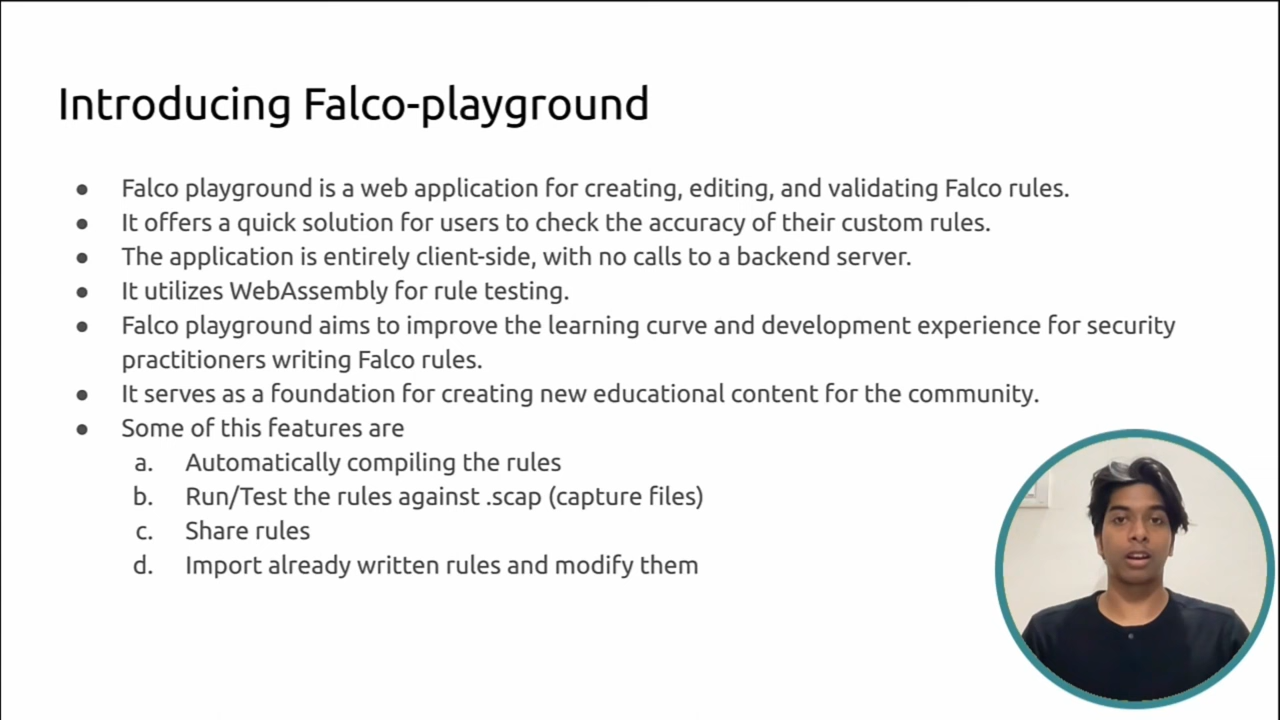 Introducing Falco-playground
● Falco playground is a web application for creating, editing, and validating Falco rules.
● It offers a quick solution for users to check the accuracy of their custom rules.
● The application is entirely client-side, with no calls to a backend server.
● It utilizes WebAssembly for rule testing.
● Falco playground aims to improve the learning curve and development experience for security
practitioners writing Falco rules.
● It serves as a foundation for creating new educational content for the community.
● Some of this features are
a. Automatically compiling the rules
b. Run/Test the rules against .scap (capture files)
c. Share rules
d. Import already written rules and modify them